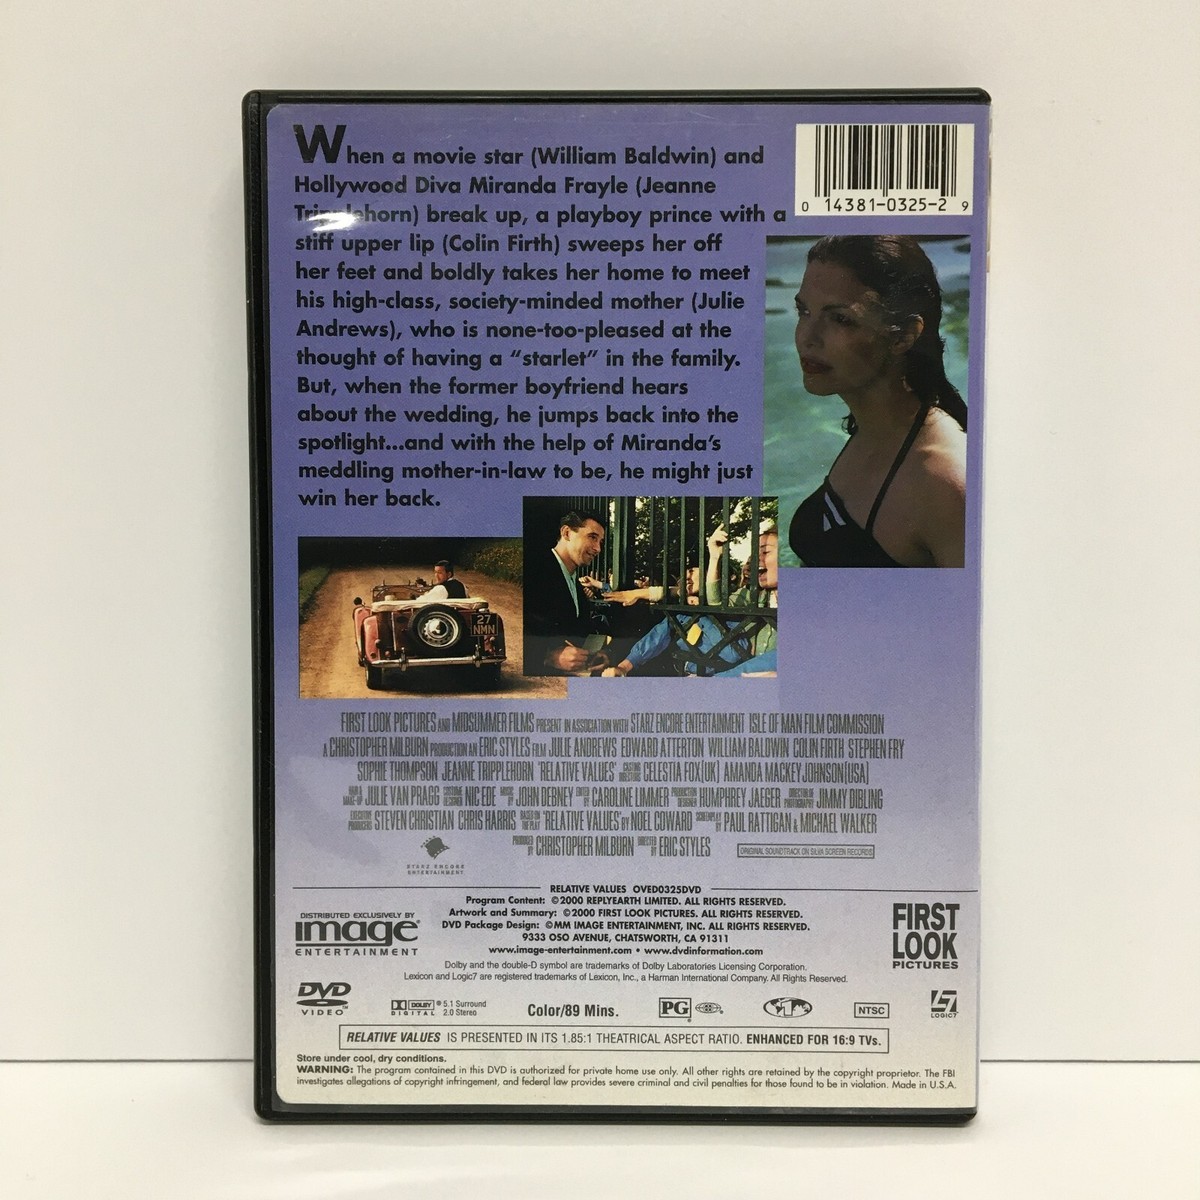 When a movie star (William Baldwin) and
Hollywood Diva Miranda Frayle (Jeanne
Tripplehorn) break up, a playboy prince with a
stiff upper lip (Colin Firth) sweeps her off
her feet and boldly takes her home to meet
his high-class, society-minded mother (Julie
Andrews), who is none-too-pleased at the
thought of having a "starlet" in the family.
But, when the former boyfriend hears
about the wedding, he jumps back into the
spotlight...and with the help of Miranda's
meddling mother-in-law to be, he might just
win her back.
0 14381-0325-2 9
27
NMN
FIRST LOOK PICTURES AND MIDSUMMER FILMS PRESENT IN ASSOCIATION WITH STARZ ENCORE ENTERTAINMENT ISLE OF MAN FILM COMMISSION
A CHRISTOPHER MILBURN PRODUCTION AN ERIC STYLES FILM JULIE ANDREWS EDWARD ATTERTON WILLIAM BALDWIN COLIN FIRTH STEPHEN FRY
SOPHIE THOMPSON JEANNE TRIPPLEHORN 'RELATIVE VALUES' CASTING DIRECTORS CELESTIA FOX(UK) AMANDA MACKEY JOHNSON(USA)
HAIR & MAKE-UP JULIE VAN PRAGG COSTUME DESIGNER NIC EDE MUSIC BY JOHN DEBNEY EDITED BY CAROLINE LIMMER PRODUCTION DESIGNER HUMPHREY JAEGER DIRECTOR OF PHOTOGRAPHY JIMMY DIBLING
EXECUTIVE PRODUCERS STEVEN CHRISTIAN CHRIS HARRIS BASED ON THE PLAY 'RELATIVE VALUES' BY NOEL COWARD SCREENPLAY BY PAUL RATTIGAN & MICHAEL WALKER
PRODUCED BY CHRISTOPHER MILBURN DIRECTED BY ERIC STYLES
ORIGINAL SOUNDTRACK ON SILVA SCREEN RECORDS
STARZ ENCORE
ENTERTAINMENT
RELATIVE VALUES OVED0325DVD
Program Content: ©2000 REPLYEARTH LIMITED. ALL RIGHTS RESERVED.
Artwork and Summary: ©2000 FIRST LOOK PICTURES. ALL RIGHTS RESERVED.
DVD Package Design: ©MM IMAGE ENTERTAINMENT, INC. ALL RIGHTS RESERVED.
9333 OSO AVENUE, CHATSWORTH, CA 91311
www.image-entertainment.com • www.dvdinformation.com
DISTRIBUTED EXCLUSIVELY BY
image®
ENTERTAINMENT
FIRST
LOOK
PICTURES
Dolby and the double-D symbol are trademarks of Dolby Laboratories Licensing Corporation.
Lexicon and Logic7 are registered trademarks of Lexicon, Inc., a Harman International Company. All Rights Reserved.
DVD
VIDEO™
DOLBY
DIGITAL
® 5.1 Surround
2.0 Stereo
Color/89 Mins.
PG®
1
NTSC
L7
LOGIC7
RELATIVE VALUES IS PRESENTED IN ITS 1.85:1 THEATRICAL ASPECT RATIO. ENHANCED FOR 16:9 TVs.
Store under cool, dry conditions.
WARNING: The program contained in this DVD is authorized for private home use only. All other rights are retained by the copyright proprietor. The FBI
investigates allegations of copyright infringement, and federal law provides severe criminal and civil penalties for those found to be in violation. Made in U.S.A.